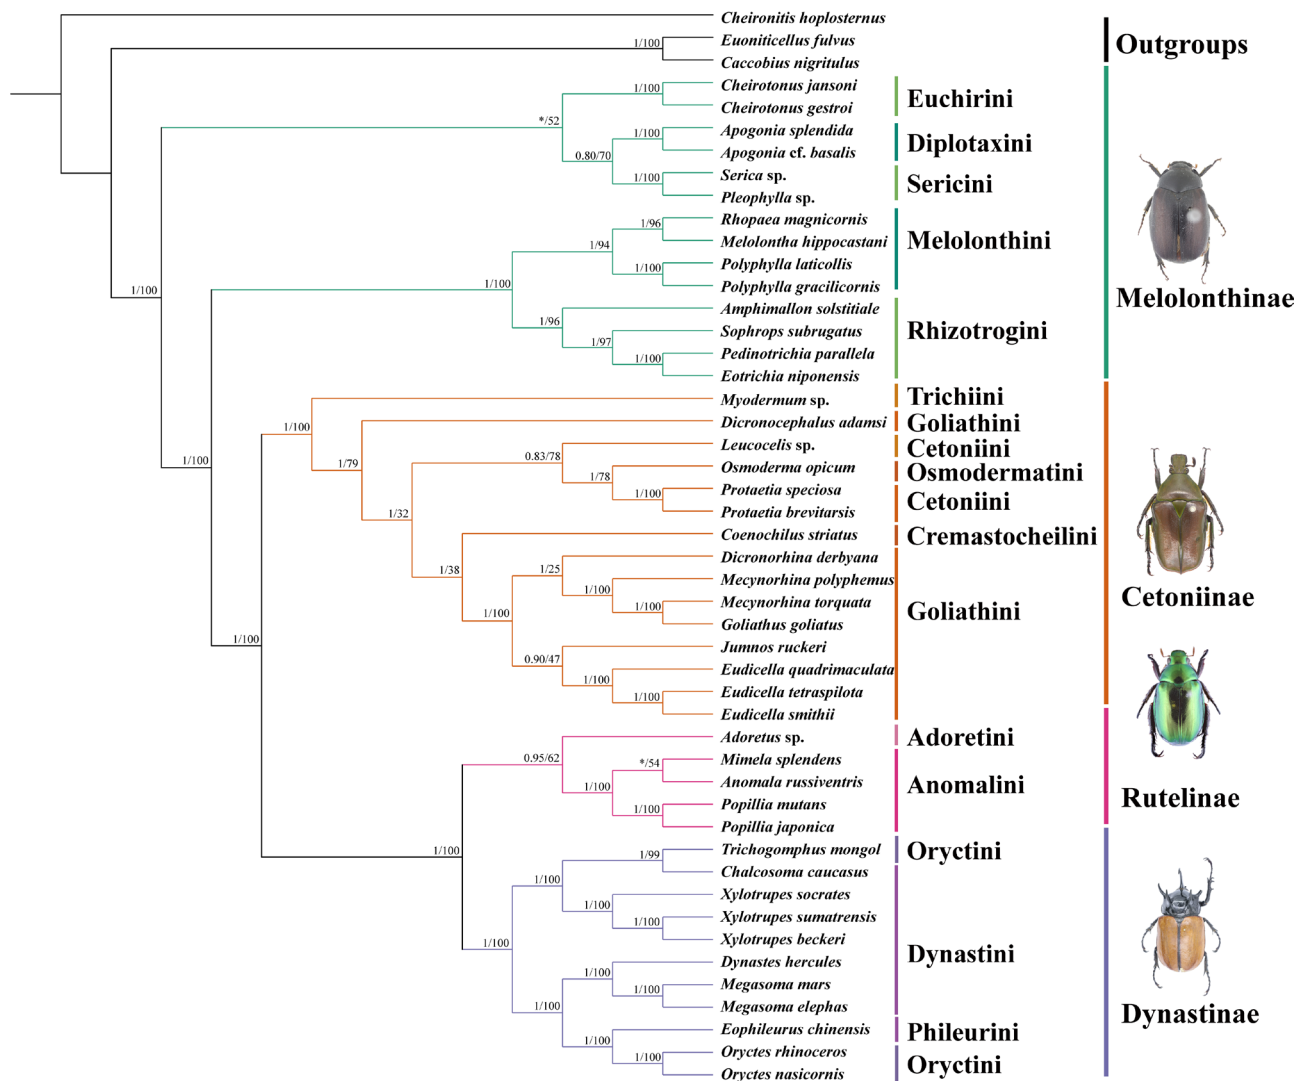 Cheironitis hoplosternus
Euoniticellus fulvus
1/100
Caccobius nigritulus
Outgroups
Cheirotonus jansoni
1/100
Cheirotonus gestroi
Euchirini
*/52
Apogonia splendida
1/100
Apogonia cf. basalis
Diplotaxini
0.80/70
Serica sp.
1/100
Pleophylla sp.
Sericini
Rhopaea magnicornis
1/96
Melolontha hippocastani
Melolonthini
1/94
Polyphylla laticollis
1/100
Polyphylla gracilicornis
1/100
1/100
Melolonthinae
Amphimallon solstitiale
1/96
Sophrops subrugatus
Rhizotrogini
1/97
Pedinotrichia parallela
1/100
Eotrichia niponensis
Myodermum sp.
Trichiini
1/100
Dicronocephalus adamsi
Goliathini
Leucocelis sp.
Cetoniini
0.83/78
1/79
1/100
Osmoderma opicum
Osmodermatini
1/78
Protaetia speciosa
1/100
Protaetia brevitarsis
Cetoniini
1/32
Coenochilus striatus
Cremastocheilini
Dicronorhina derbyana
1/25
1/38
Mecynorhina polyphemus
1/100
Mecynorhina torquata
1/100
Goliathus goliatus
Goliathini
Cetoniinae
1/100
1/100
Jumnos ruckeri
0.90/47
Eudicella quadrimaculata
1/100
Eudicella tetraspilota
1/100
Eudicella smithii
Adoretus sp.
Adoretini
0.95/62
Mimela splendens
*/54
Anomala russiventris
1/100
Anomalini
Popillia mutans
1/100
Popillia japonica
Rutelinae
1/100
Trichogomphus mongol
Oryctini
1/99
Chalcosoma caucasus
1/100
Xylotrupes socrates
1/100
Xylotrupes sumatrensis
1/100
Xylotrupes beckeri
1/100
Dynastini
Dynastes hercules
1/100
Megasoma mars
1/100
Megasoma elephas
Dynastinae
1/100
Eophileurus chinensis
Phileurini
1/100
Oryctes rhinoceros
1/100
Oryctes nasicornis
Oryctini